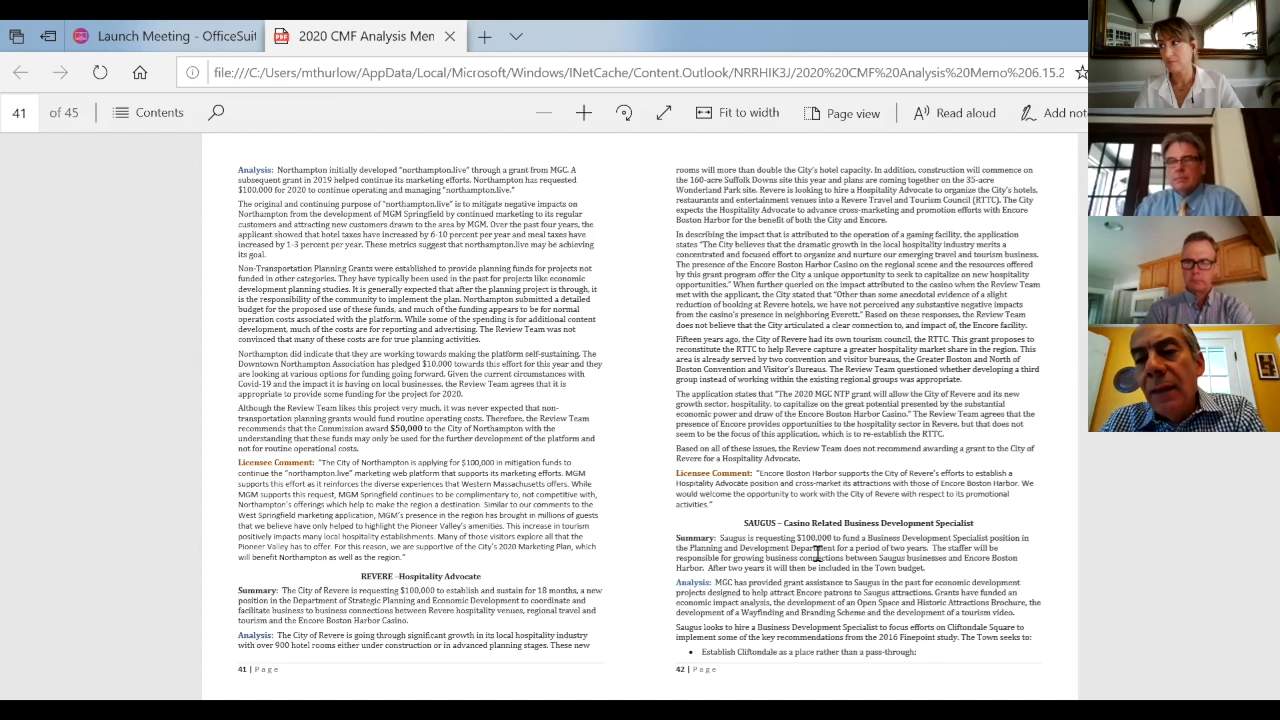 Launch Meeting - OfficeSuit
2020 CMF Analysis Mem
file:///C:/Users/mthurlow/AppData/Local/Microsoft/Windows/INetCache/Content.Outlook/NRRHIK3J/2020%20CMF%20Analysis%20Memo%206.15.2
41 of 45 Contents Fit to width Page view Read aloud Add not
Analysis: Northampton initially developed "northampton.live" through a grant from MGC. A
subsequent grant in 2019 helped continue its marketing efforts. Northampton has requested
$100,000 for 2020 to continue operating and managing "northampton.live."
The original and continuing purpose of "northampton.live" is to mitigate negative impacts on
Northampton from the development of MGM Springfield by continued marketing to its regular
customers and attracting new customers drawn to the area by MGM. Over the past four years, the
applicant showed that hotel taxes have increased by 6-10 percent per year and meal taxes have
increased by 1-3 percent per year. These metrics suggest that northampton.live may be achieving
its goal.
Non-Transportation Planning Grants were established to provide planning funds for projects not
funded in other categories. They have typically been used in the past for projects like economic
development planning studies. It is generally expected that after the planning project is through, it
is the responsibility of the community to implement the plan. Northampton submitted a detailed
budget for the proposed use of these funds, and much of the funding appears to be for normal
operation costs associated with the platform. While some of the spending is for additional content
development, much of the costs are for reporting and advertising. The Review Team was not
convinced that many of these costs are for true planning activities.
Northampton did indicate that they are working towards making the platform self-sustaining. The
Downtown Northampton Association has pledged $10,000 towards this effort for this year and they
are looking at various options for funding going forward. Given the current circumstances with
Covid-19 and the impact it is having on local businesses, the Review Team agrees that it is
appropriate to provide some funding for the project for 2020.
Although the Review Team likes this project very much, it was never expected that non-
transportation planning grants would fund routine operating costs. Therefore, the Review Team
recommends that the Commission award $50,000 to the City of Northampton with the
understanding that these funds may only be used for the further development of the platform and
not for routine operational costs.
Licensee Comment: "The City of Northampton is applying for $100,000 in mitigation funds to
continue the "northampton.live" marketing web platform that supports its marketing efforts. MGM
supports this effort as it reinforces the diverse experiences that Western Massachusetts offers. While
MGM supports this request, MGM Springfield continues to be complimentary to, not competitive with,
Northampton's offerings which help to make the region a destination. Similar to our comments to the
West Springfield marketing application, MGM's presence in the region has brought in millions of guests
that we believe have only helped to highlight the Pioneer Valley's amenities. This increase in tourism
positively impacts many local hospitality establishments. Many of those visitors explore all that the
Pioneer Valley has to offer. For this reason, we are supportive of the City's 2020 Marketing Plan, which
will benefit Northampton as well as the region."
REVERE –Hospitality Advocate
Summary: The City of Revere is requesting $100,000 to establish and sustain for 18 months, a new
position in the Department of Strategic Planning and Economic Development to coordinate and
facilitate business to business connections between Revere hospitality venues, regional travel and
tourism and the Encore Boston Harbor Casino.
Analysis: The City of Revere is going through significant growth in its local hospitality industry
with over 900 hotel rooms either under construction or in advanced planning stages. These new
41 | Page
rooms will more than double the City's hotel capacity. In addition, construction will commence on
the 160-acre Suffolk Downs site this year and plans are coming together on the 35-acre
Wonderland Park site. Revere is looking to hire a Hospitality Advocate to organize the City's hotels,
restaurants and entertainment venues into a Revere Travel and Tourism Council (RTTC). The City
expects the Hospitality Advocate to advance cross-marketing and promotion efforts with Encore
Boston Harbor for the benefit of both the City and Encore.
In describing the impact that is attributed to the operation of a gaming facility, the application
states "The City believes that the dramatic growth in the local hospitality industry merits a
concentrated and focused effort to organize and nurture our emerging travel and tourism business.
The presence of the Encore Boston Harbor Casino on the regional scene and the resources offered
by this grant program offer the City a unique opportunity to seek to capitalize on new hospitality
opportunities." When further queried on the impact attributed to the casino when the Review Team
met with the applicant, the City stated that "Other than some anecdotal evidence of a slight
reduction of booking at Revere hotels, we have not perceived any substantive negative impacts
from the casino's presence in neighboring Everett." Based on these responses, the Review Team
does not believe that the City articulated a clear connection to, and impact of, the Encore facility.
Fifteen years ago, the City of Revere had its own tourism council, the RTTC. This grant proposes to
reconstitute the RTTC to help Revere capture a greater hospitality market share in the region. This
area is already served by two convention and visitor bureaus, the Greater Boston and North of
Boston Convention and Visitor's Bureaus. The Review Team questioned whether developing a third
group instead of working within the existing regional groups was appropriate.
The application states that "The 2020 MGC NTP grant will allow the City of Revere and its new
growth sector, hospitality, to capitalize on the great potential presented by the substantial
economic power and draw of the Encore Boston Harbor Casino." The Review Team agrees that the
presence of Encore provides opportunities to the hospitality sector in Revere, but that does not
seem to be the focus of this application, which is to re-establish the RTTC.
Based on all of these issues, the Review Team does not recommend awarding a grant to the City of
Revere for a Hospitality Advocate.
Licensee Comment: "Encore Boston Harbor supports the City of Revere's efforts to establish a
Hospitality Advocate position and cross-market its attractions with those of Encore Boston Harbor. We
would welcome the opportunity to work with the City of Revere with respect to its promotional
activities."
SAUGUS – Casino Related Business Development Specialist
Summary: Saugus is requesting $100,000 to fund a Business Development Specialist position in
the Planning and Development Department for a period of two years. The staffer will be
responsible for growing business connections between Saugus businesses and Encore Boston
Harbor. After two years it will then be included in the Town budget.
Analysis: MGC has provided grant assistance to Saugus in the past for economic development
projects designed to help attract Encore patrons to Saugus attractions. Grants have funded an
economic impact analysis, the development of an Open Space and Historic Attractions Brochure, the
development of a Wayfinding and Branding Scheme and the development of a tourism video.
Saugus looks to hire a Business Development Specialist to focus efforts on Cliftondale Square to
implement some of the key recommendations from the 2016 Finepoint study. The Town seeks to:
• Establish Cliftondale as a place rather than a pass-through;
42 | Page